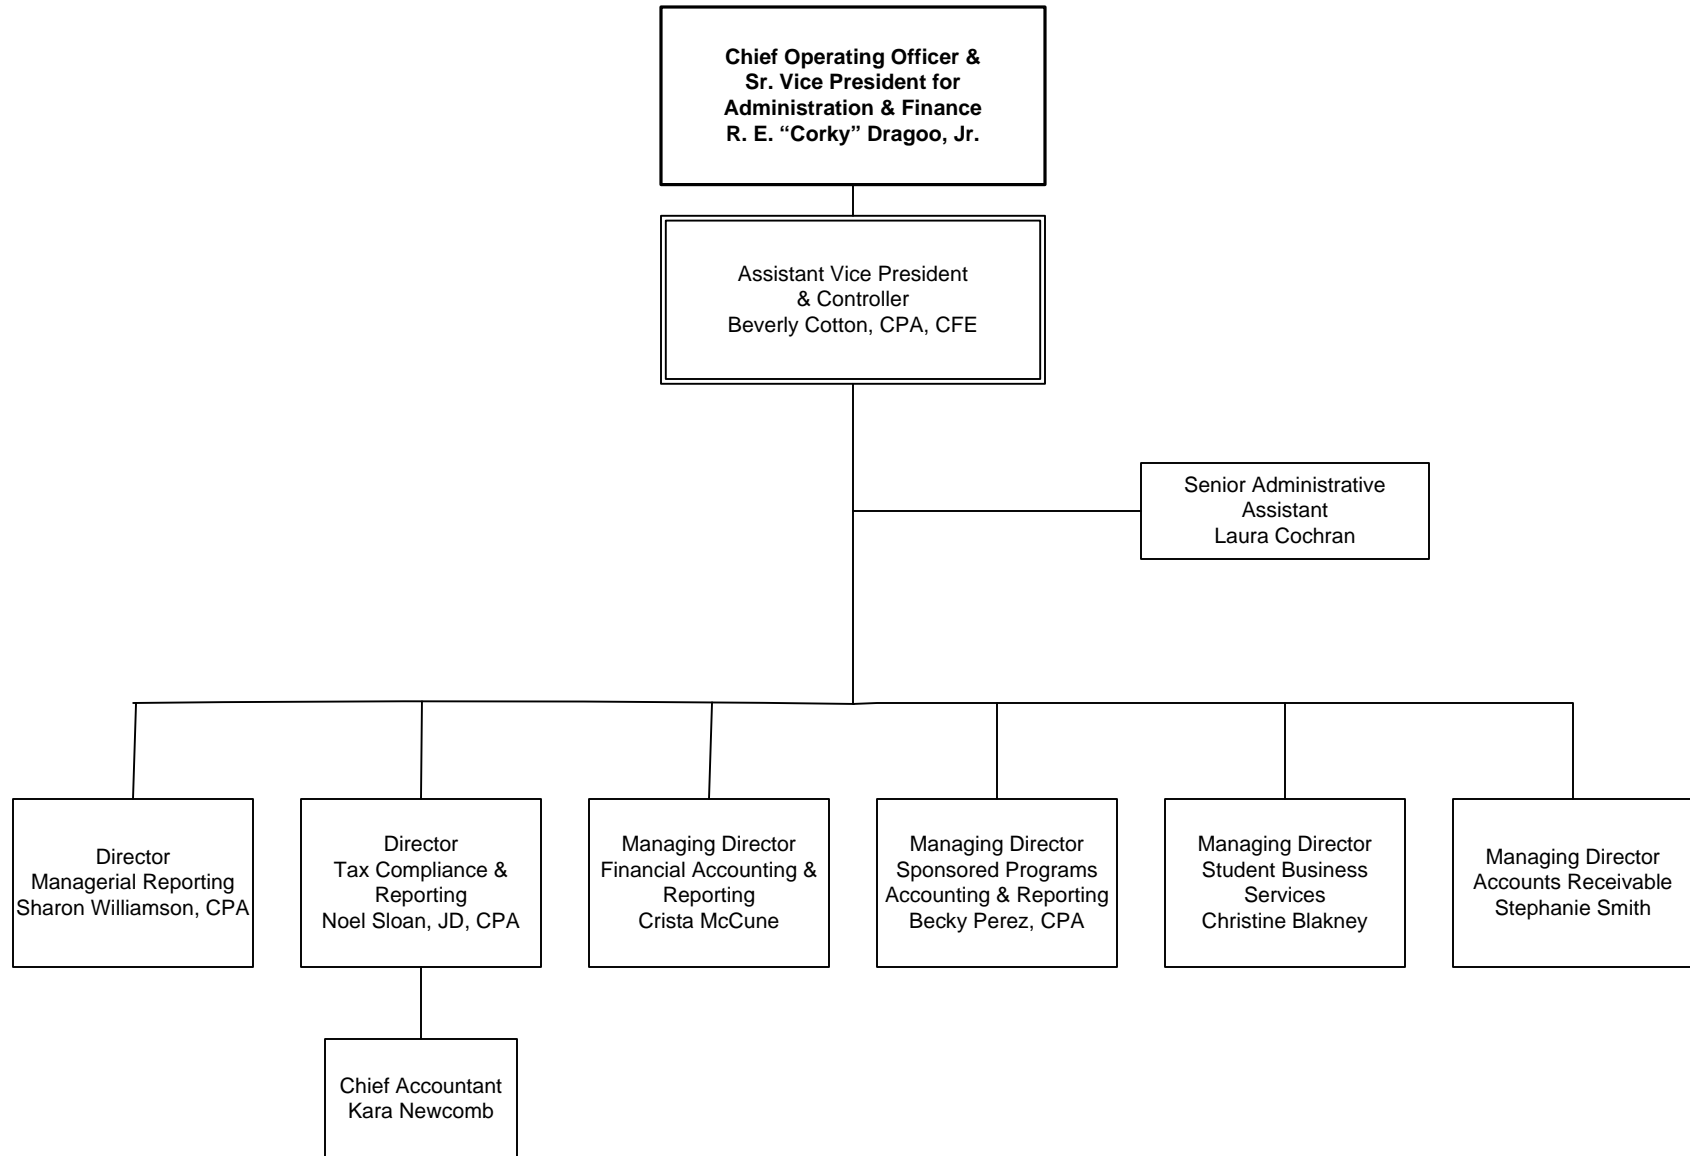 Chief Operating Officer &
Sr. Vice President for
Administration & Finance
R. E. “Corky” Dragoo, Jr.
Assistant Vice President
& Controller
Beverly Cotton, CPA, CFE
Senior Administrative
Assistant
Laura Cochran
Director
Managerial Reporting
Sharon Williamson, CPA
Director
Tax Compliance &
Reporting
Noel Sloan, JD, CPA
Managing Director
Financial Accounting &
Reporting
Crista McCune
Managing Director
Sponsored Programs
Accounting & Reporting
Becky Perez, CPA
Managing Director
Student Business
Services
Christine Blakney
Managing Director
Accounts Receivable
Stephanie Smith
Chief Accountant
Kara Newcomb